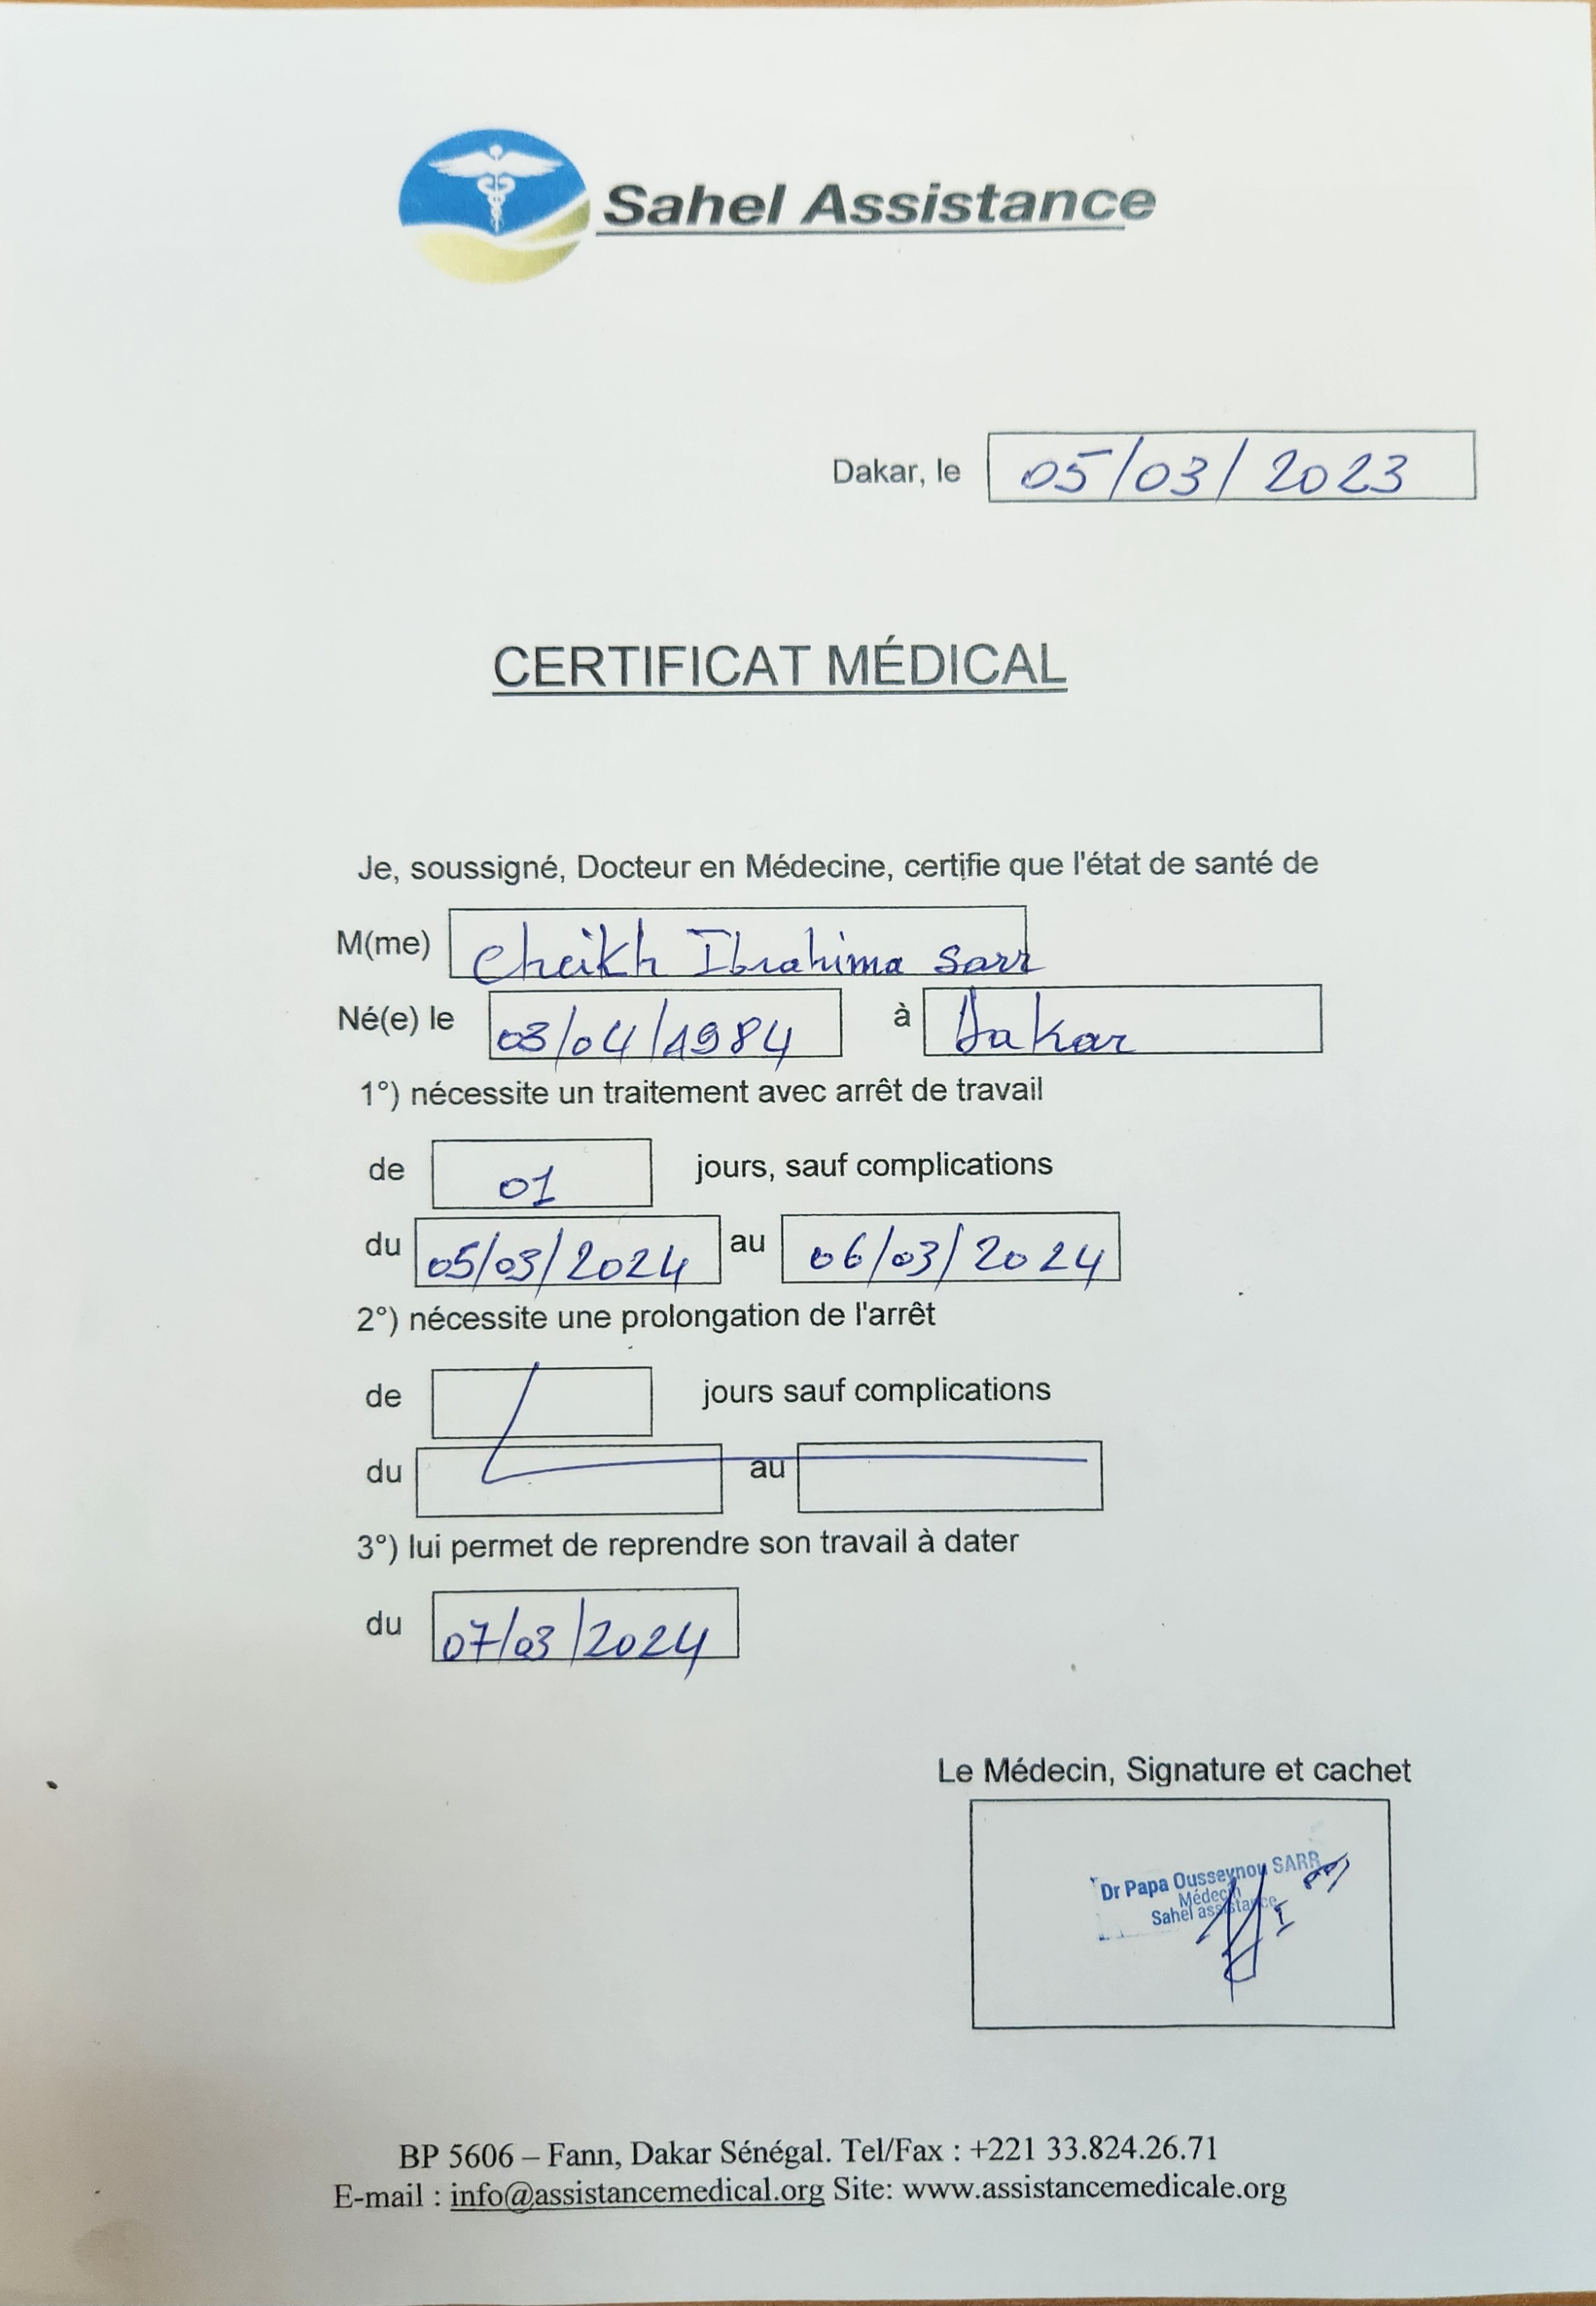 Sahel Assistance
Dakar, le 05/03/2023
CERTIFICAT MÉDICAL
Je, soussigné, Docteur en Médecine, certifie que l'état de santé de
M(me) Cheikh Ibrahima Sarr
Né(e) le 03/04/1984 à Dakar
1°) nécessite un traitement avec arrêt de travail
de 01 jours, sauf complications
du 05/03/2024 au 06/03/2024
2°) nécessite une prolongation de l'arrêt
de jours sauf complications
du au
3°) lui permet de reprendre son travail à dater
du 07/03/2024
Le Médecin, Signature et cachet
Dr Papa Ousseynou SARR
Médecin
Sahel assistance
BP 5606 – Fann, Dakar Sénégal. Tel/Fax : +221 33.824.26.71
E-mail : info@assistancemedical.org Site: www.assistancemedicale.org